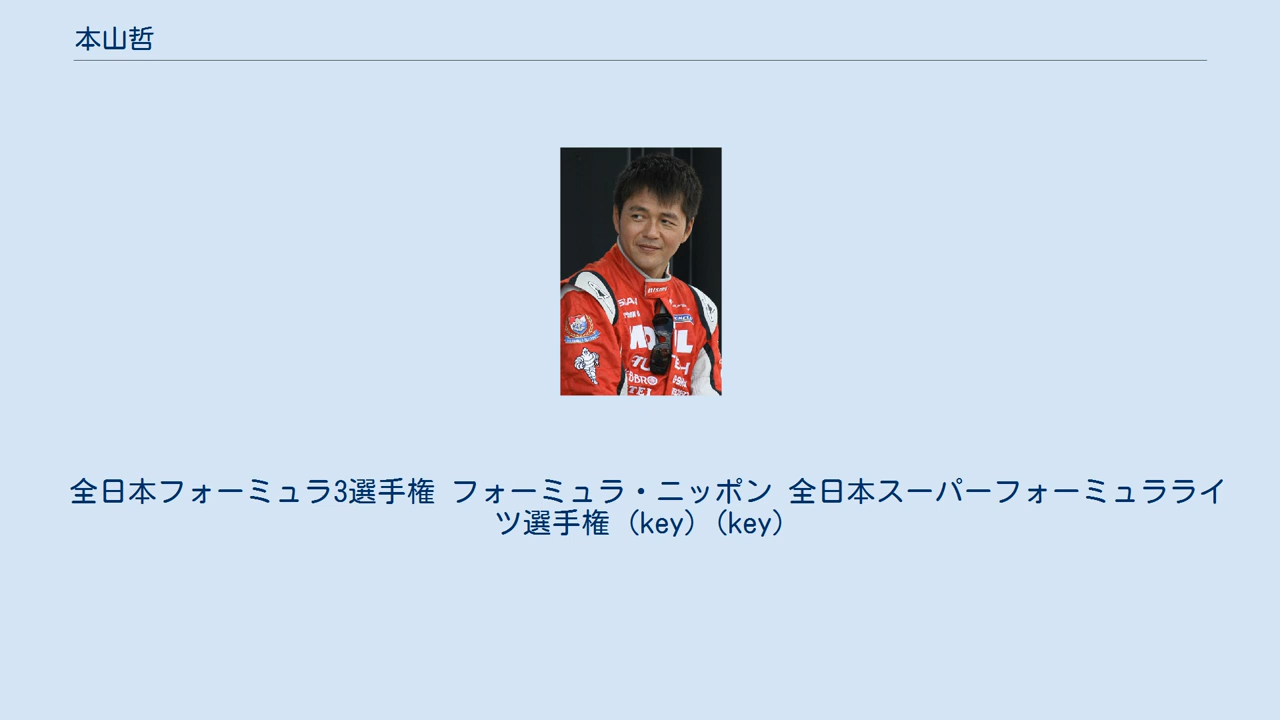 本山哲
全日本フォーミュラ3選手権 フォーミュラ・ニッポン 全日本スーパーフォーミュラライ
ツ選手権 (key) (key)